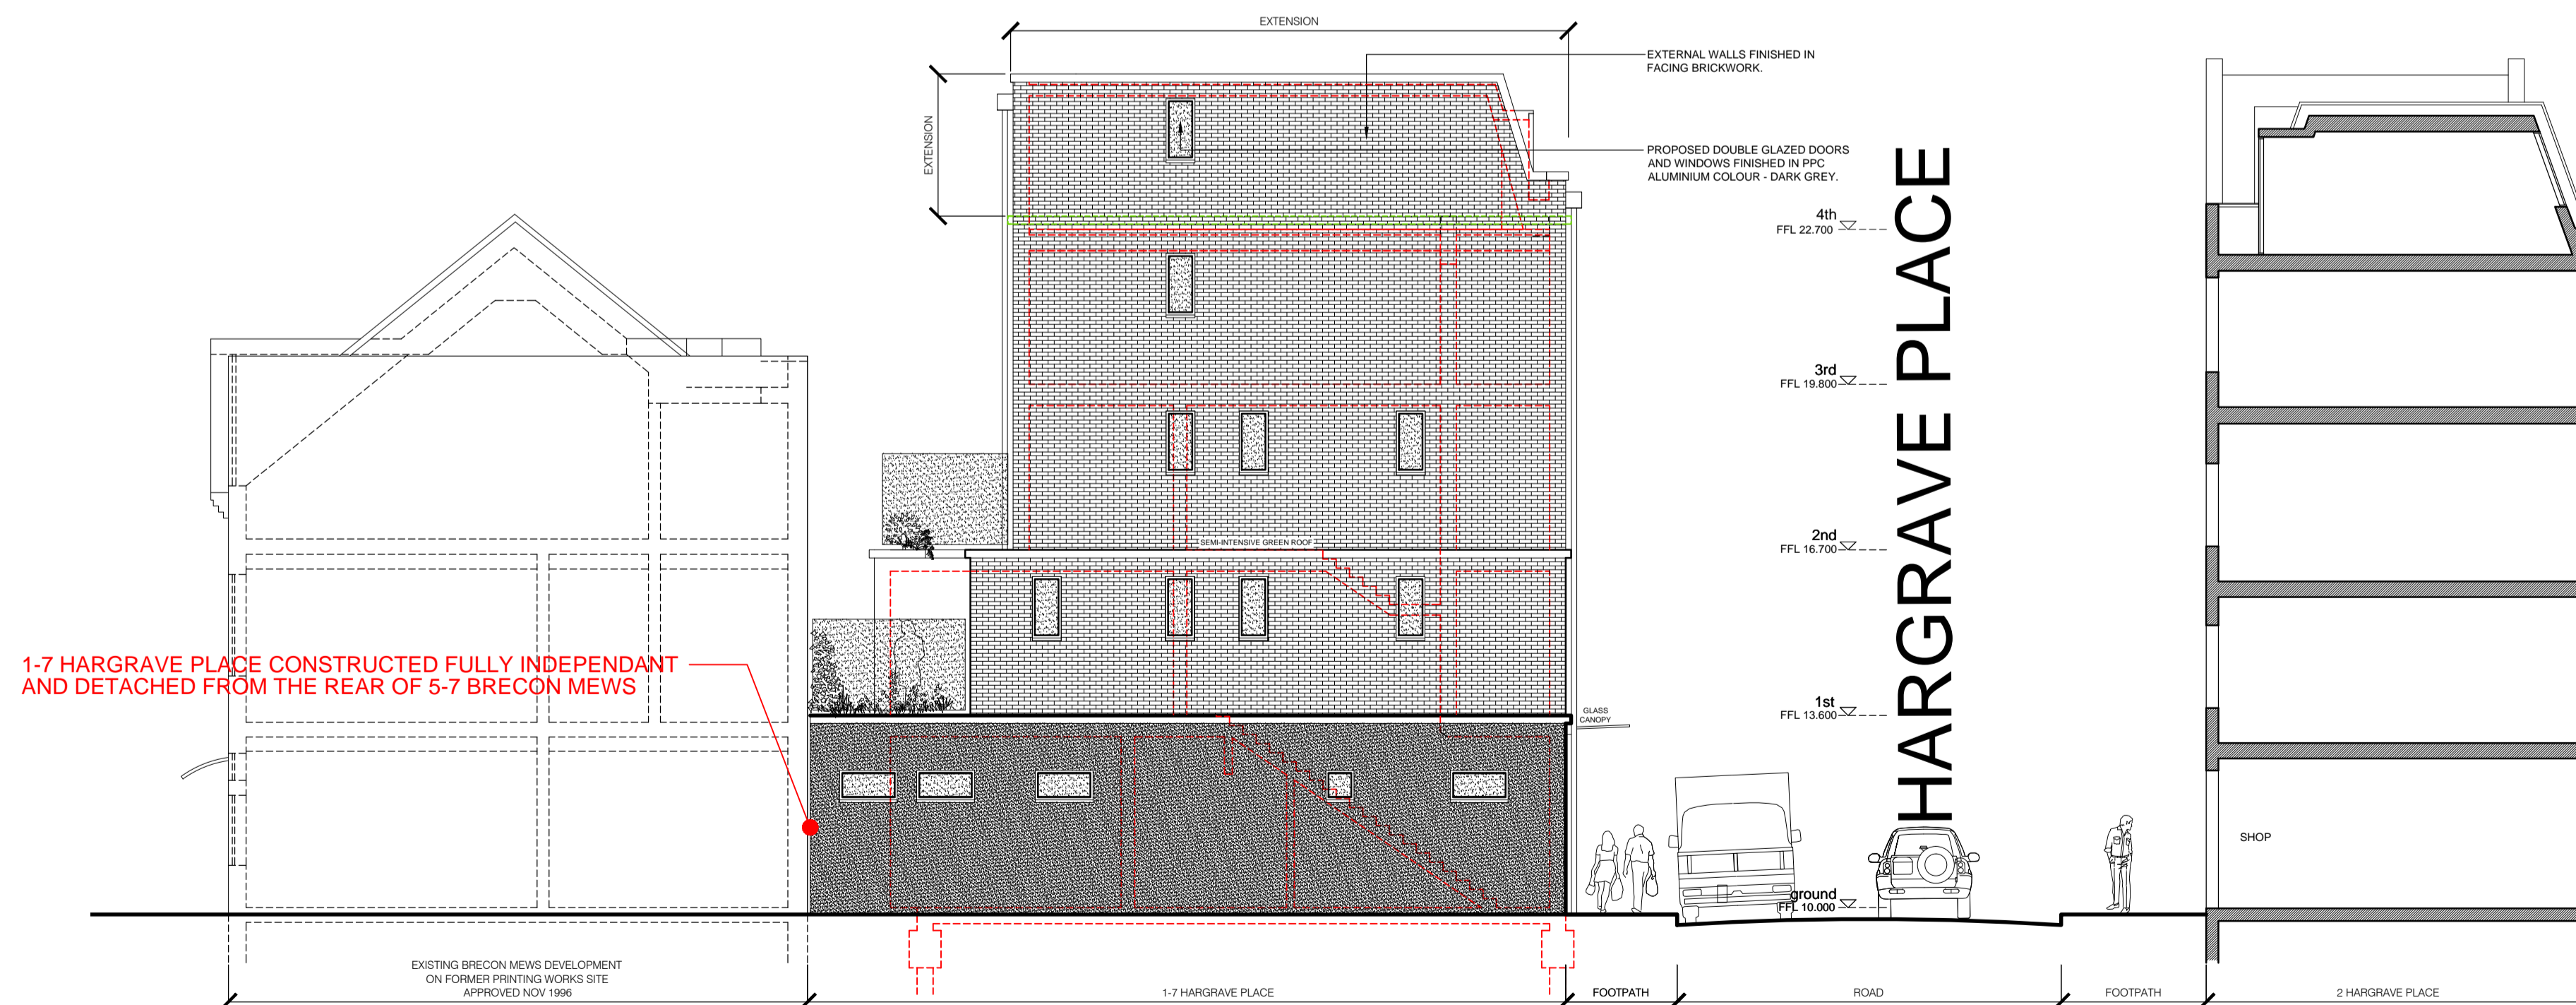 EXTENSION
EXTERNAL WALLS FINISHED IN
FACING BRICKWORK.
EXTENSION
PROPOSED DOUBLE GLAZED DOORS
AND WINDOWS FINISHED IN PPC
ALUMINIUM COLOUR - DARK GREY.
HARGRAVE PLACE
4th
FFL 22.700
3rd
FFL 19.800
2nd
FFL 16.700
SEMI-INTENSIVE GREEN ROOF
1-7 HARGRAVE PLACE CONSTRUCTED FULLY INDEPENDANT
AND DETACHED FROM THE REAR OF 5-7 BRECON MEWS
1st
FFL 13.600
GLASS
CANOPY
SHOP
ground
FFL 10.000
EXISTING BRECON MEWS DEVELOPMENT
ON FORMER PRINTING WORKS SITE
APPROVED NOV 1996
1-7 HARGRAVE PLACE
FOOTPATH
ROAD
FOOTPATH
2 HARGRAVE PLACE